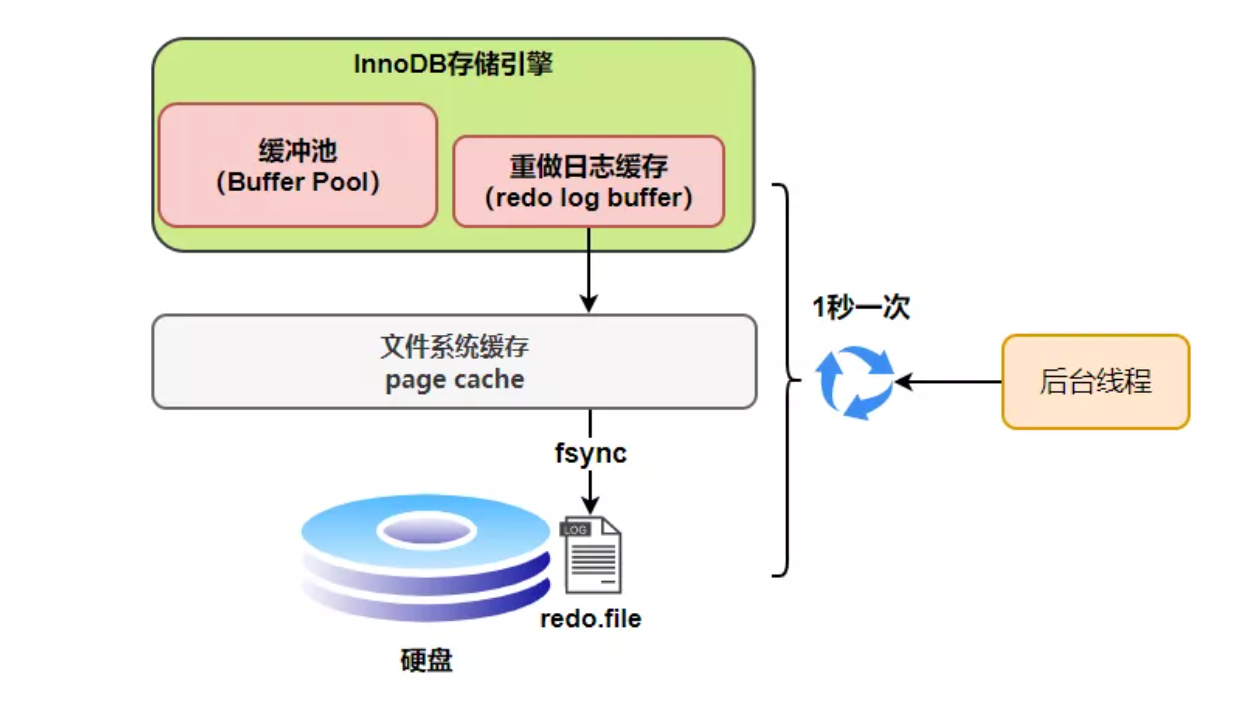 InnoDB存储引擎
缓冲池
（Buffer Pool）
重做日志缓存
（redo log buffer）
文件系统缓存
page cache
1秒一次
后台线程
fsync
LOG
redo.file
硬盘